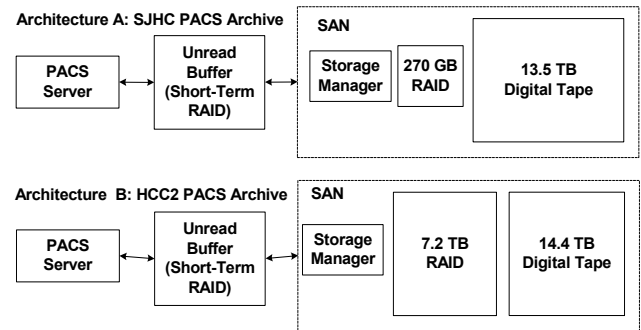 Architecture A: SJHC PACS Archive
SAN
PACS
Server
Unread
Buffer
(Short-Term
RAID)
Storage
Manager
270 GB
RAID
13.5 TB
Digital Tape
Architecture B: HCC2 PACS Archive
SAN
PACS
Server
Unread
Buffer
(Short-Term
RAID)
Storage
Manager
7.2 TB
RAID
14.4 TB
Digital Tape